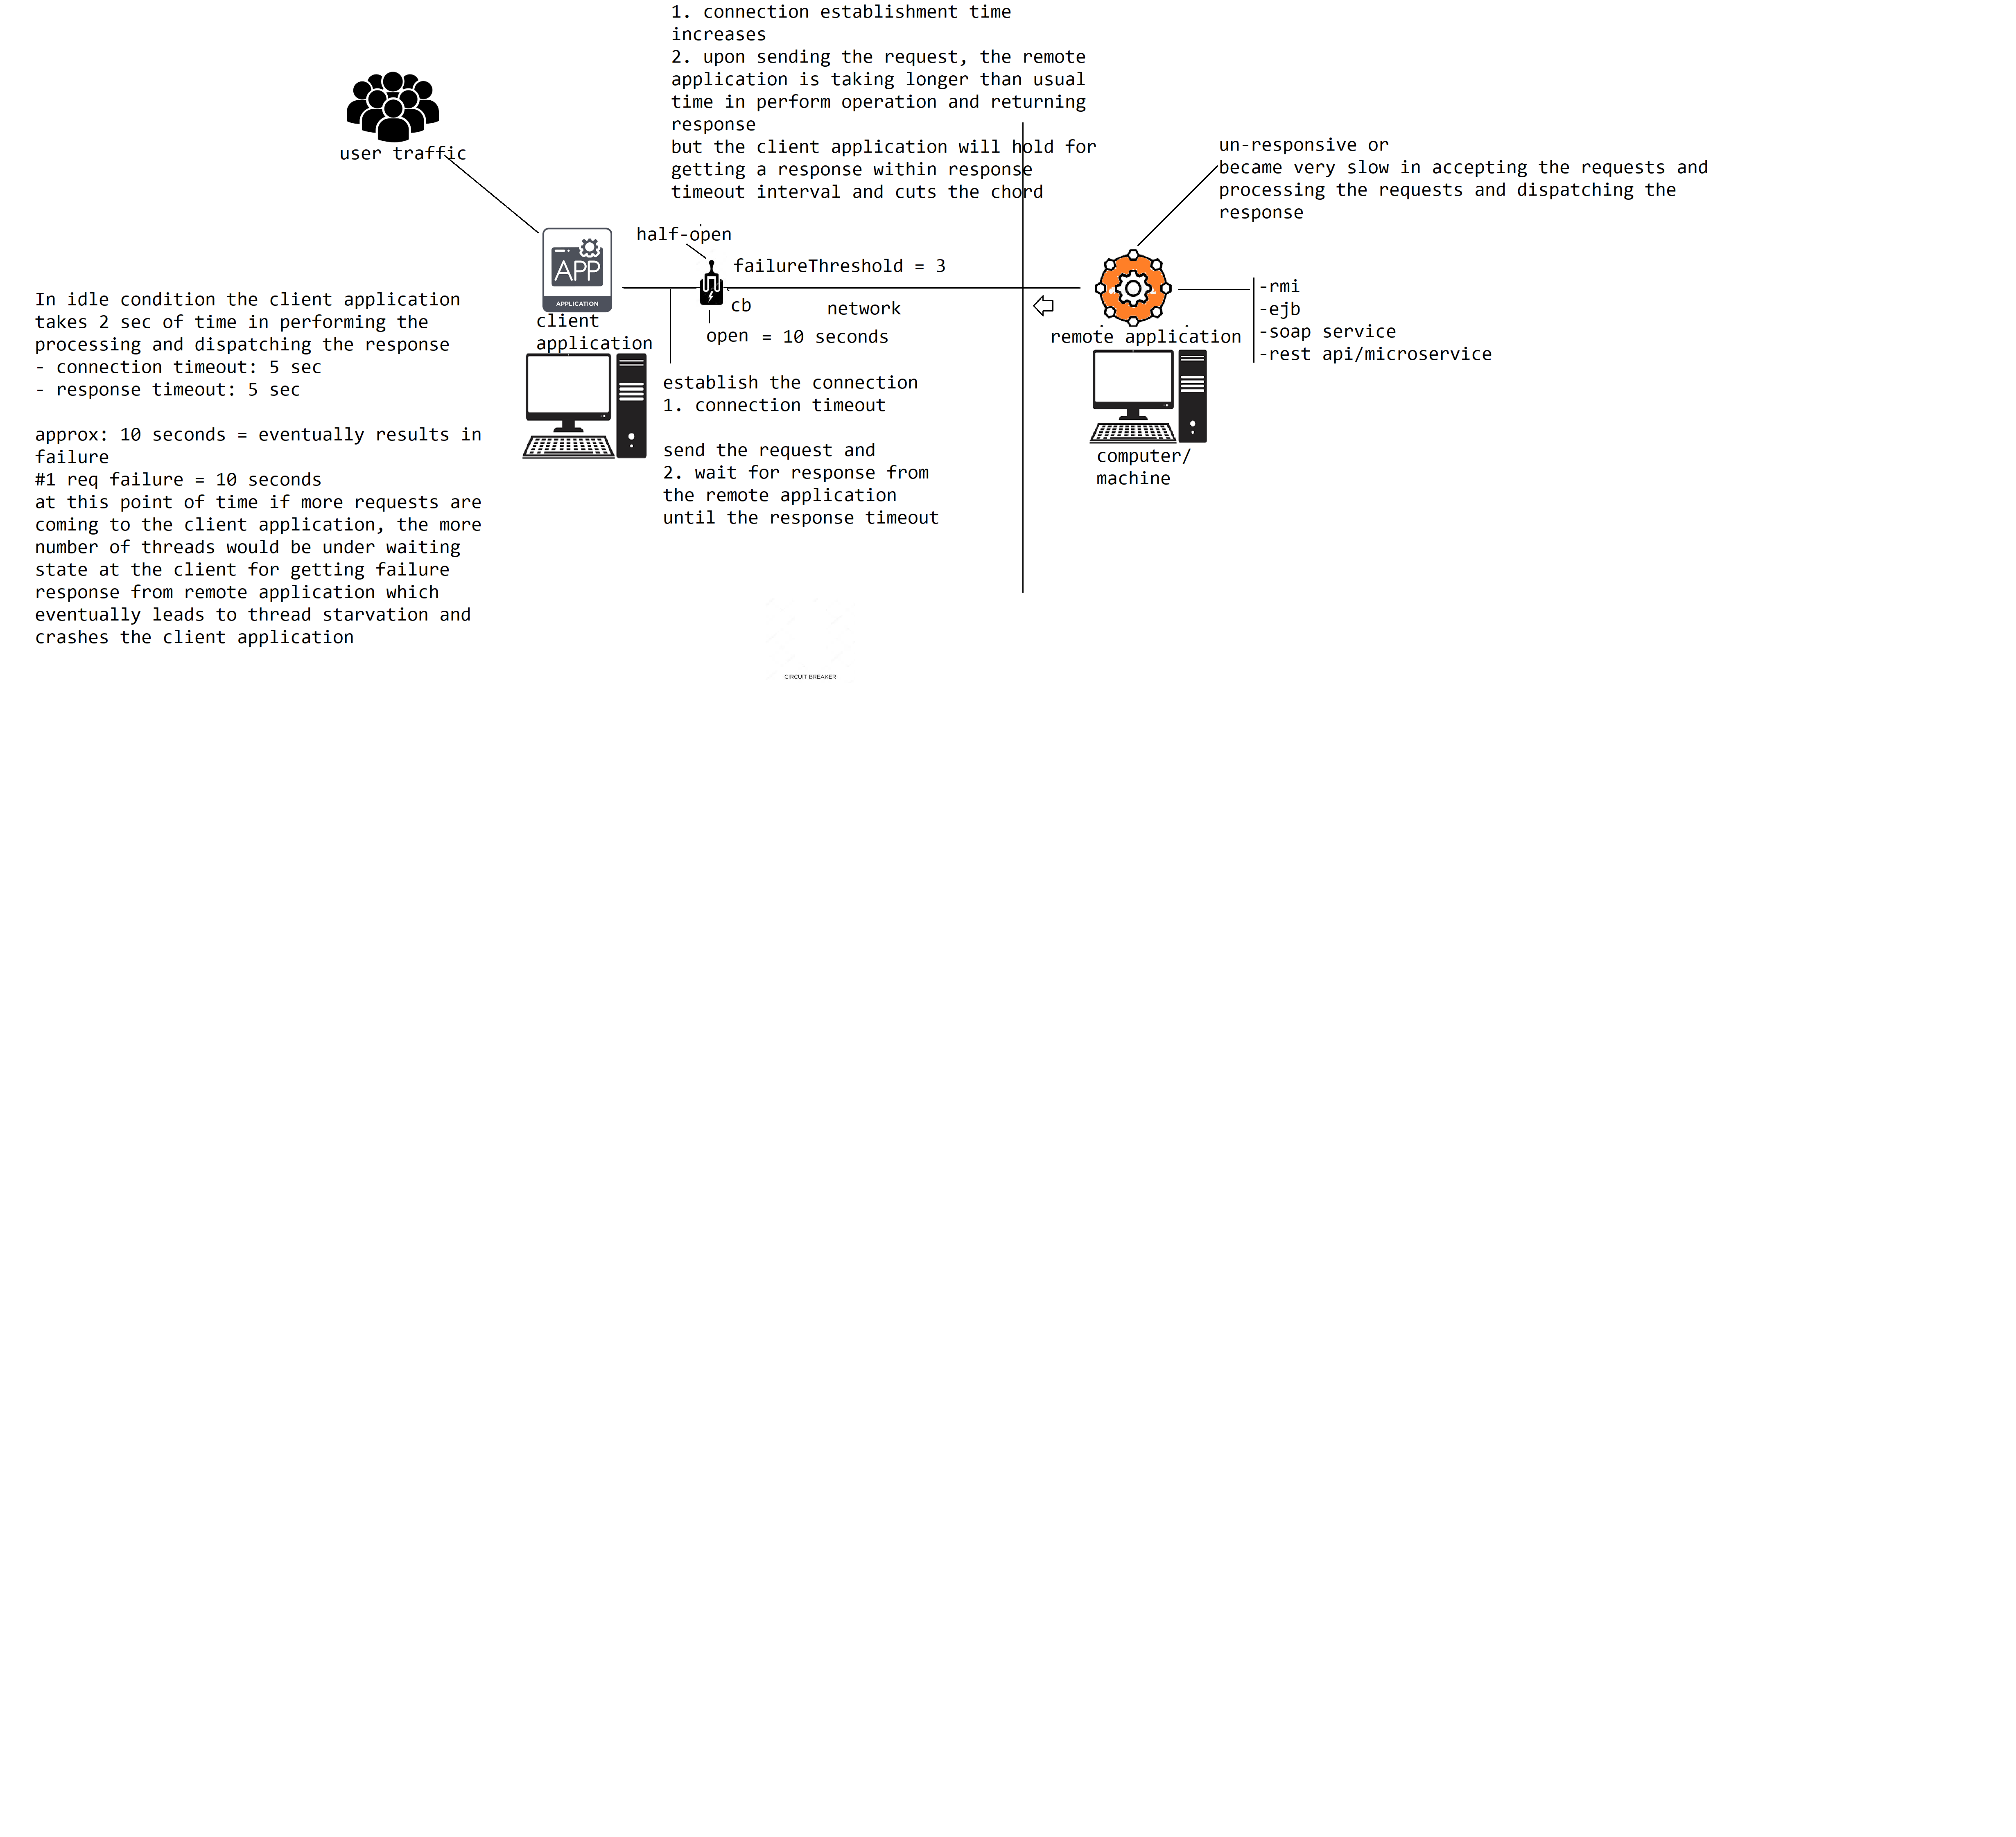 1. connection establishment time
increases
2. upon sending the request, the remote
application is taking longer than usual
time in perform operation and returning
response
but the client application will hold for
getting a response within response
timeout interval and cuts the chord
user traffic
un-responsive or
became very slow in accepting the requests and
processing the requests and dispatching the
response
half-open
failureThreshold = 3
cb
network
open = 10 seconds
APP
APPLICATION
client
application
remote application
-rmi
-ejb
-soap service
-rest api/microservice
In idle condition the client application
takes 2 sec of time in performing the
processing and dispatching the response
- connection timeout: 5 sec
- response timeout: 5 sec
approx: 10 seconds = eventually results in
failure
#1 req failure = 10 seconds
at this point of time if more requests are
coming to the client application, the more
number of threads would be under waiting
state at the client for getting failure
response from remote application which
eventually leads to thread starvation and
crashes the client application
establish the connection
1. connection timeout
send the request and
2. wait for response from
the remote application
until the response timeout
computer/
machine
CIRCUIT BREAKER